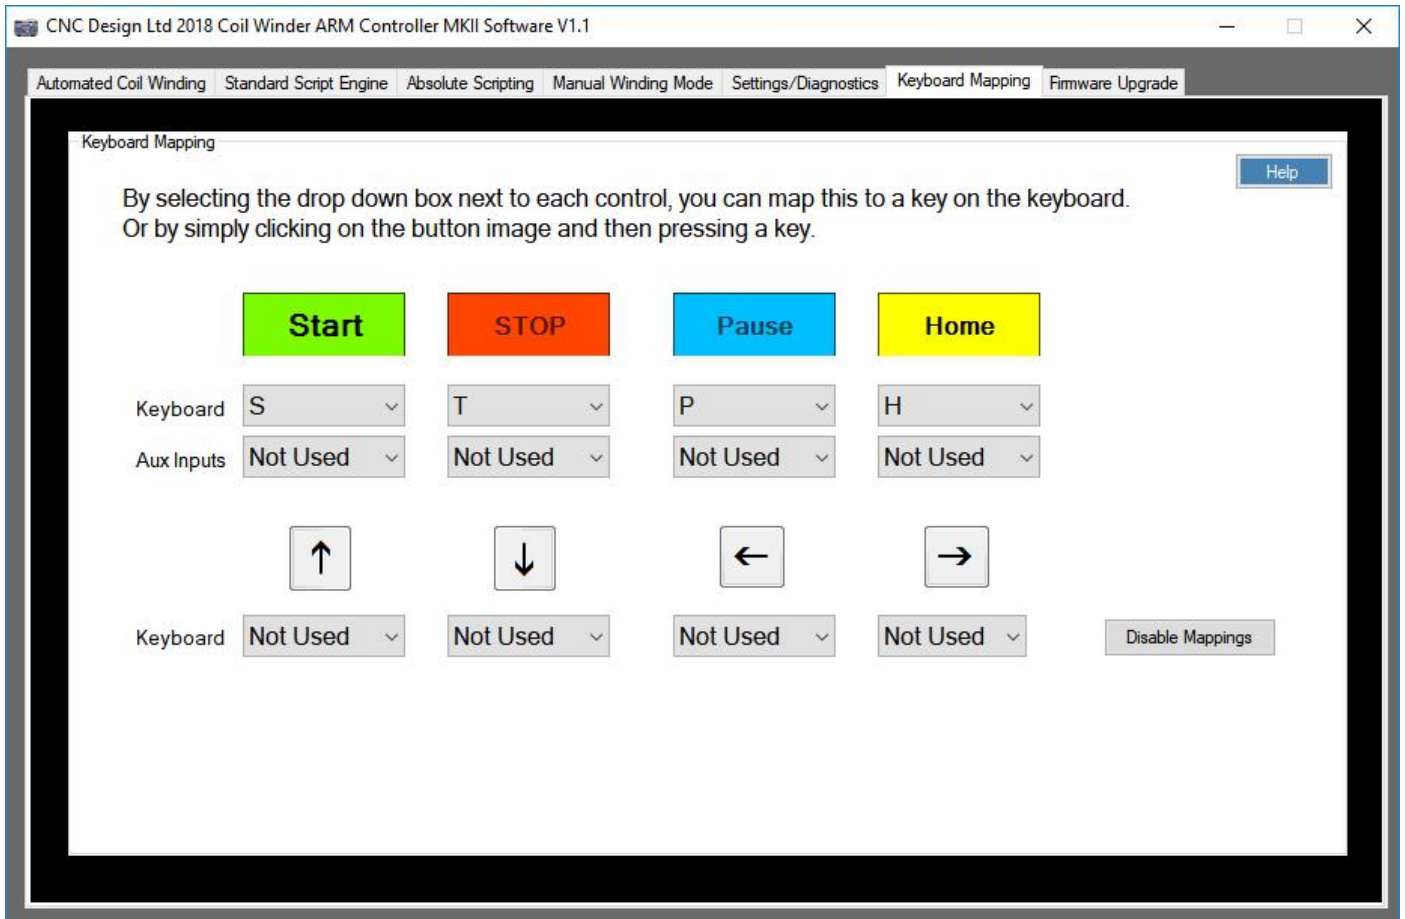 CNC Design Ltd 2018 Coil Winder ARM Controller MKII Software V1.1
Automated Coil Winding Standard Script Engine Absolute Scripting Manual Winding Mode Settings/Diagnostics Keyboard Mapping Firmware Upgrade
Keyboard Mapping
Help
By selecting the drop down box next to each control, you can map this to a key on the keyboard.
Or by simply clicking on the button image and then pressing a key.
Start STOP Pause Home
Keyboard S T P H
Aux Inputs Not Used Not Used Not Used Not Used
↑ ↓ ← →
Keyboard Not Used Not Used Not Used Not Used Disable Mappings